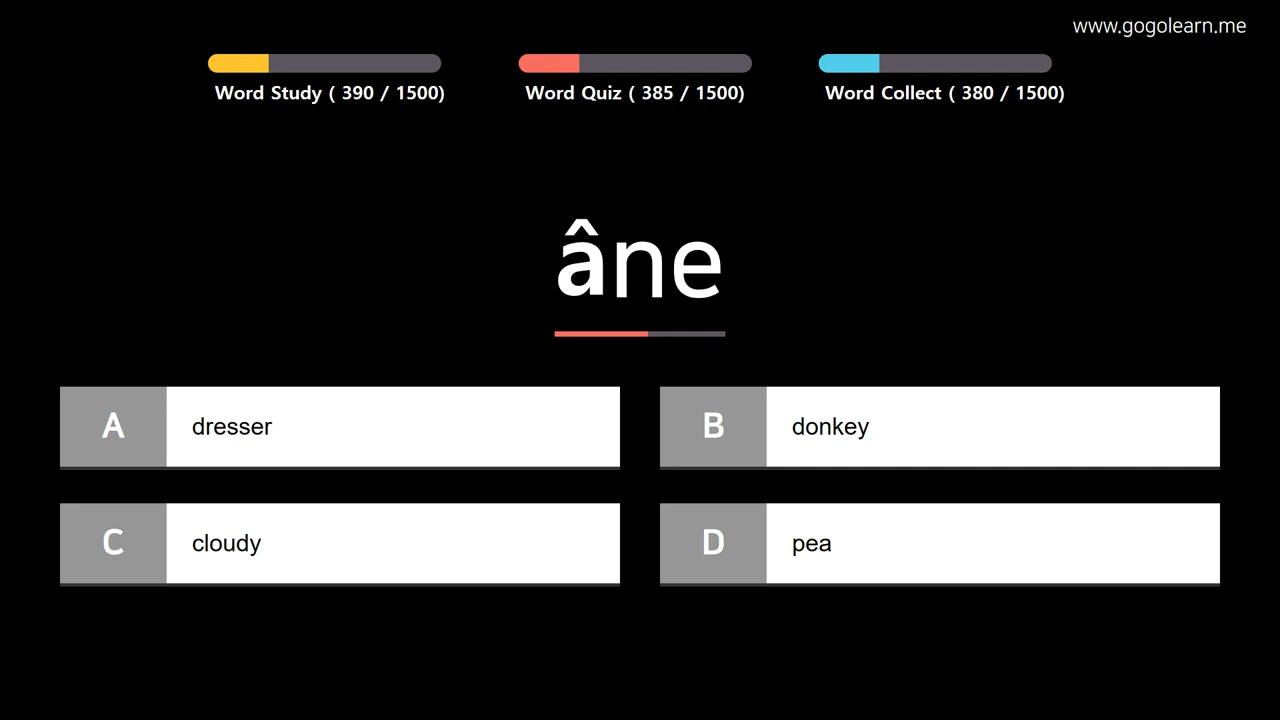 www.gogolearn.me
Word Study ( 390 / 1500)
Word Quiz ( 385 / 1500)
Word Collect ( 380 / 1500)
âne
A dresser
B donkey
C cloudy
D pea